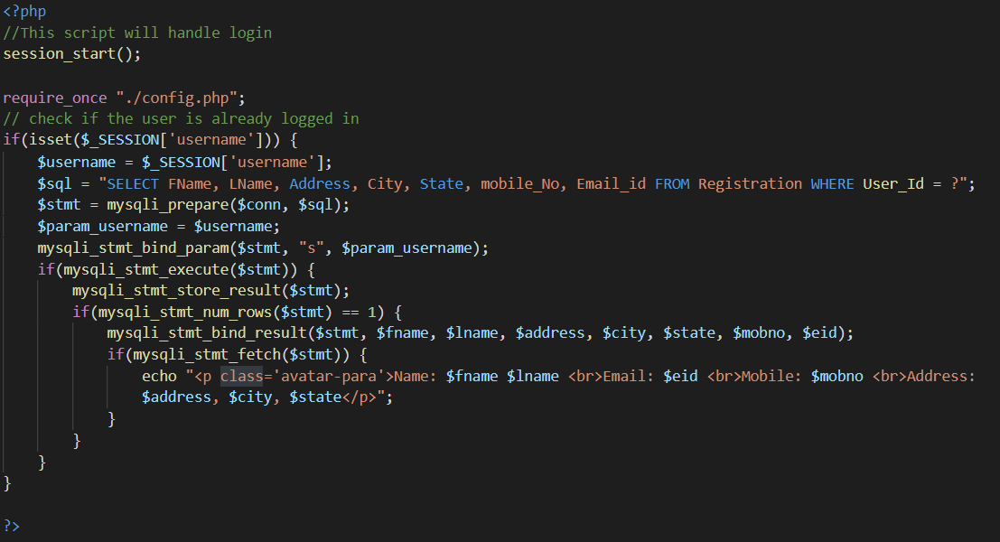 <?php
//This script will handle login
session_start();
require_once "./config.php";
// check if the user is already logged in
if(isset($_SESSION['username'])) {
$username = $_SESSION['username'];
$sql = "SELECT FName, LName, Address, City, State, mobile_No, Email_id FROM Registration WHERE User_Id = ?";
$stmt = mysqli_prepare($conn, $sql);
$param_username = $username;
mysqli_stmt_bind_param($stmt, "s", $param_username);
if(mysqli_stmt_execute($stmt)) {
mysqli_stmt_store_result($stmt);
if(mysqli_stmt_num_rows($stmt) == 1) {
mysqli_stmt_bind_result($stmt, $fname, $lname, $address, $city, $state, $mobno, $eid);
if(mysqli_stmt_fetch($stmt)) {
echo "<p class='avatar-para'>Name: $fname $lname <br>Email: $eid <br>Mobile: $mobno <br>Address:
$address, $city, $state</p>";
}
}
}
}
?>